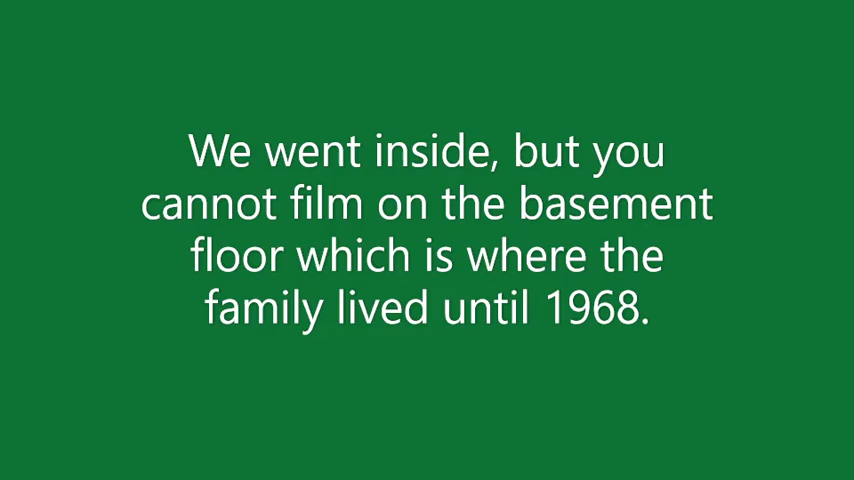 We went inside, but you
cannot film on the basement
floor which is where the
family lived until 1968.